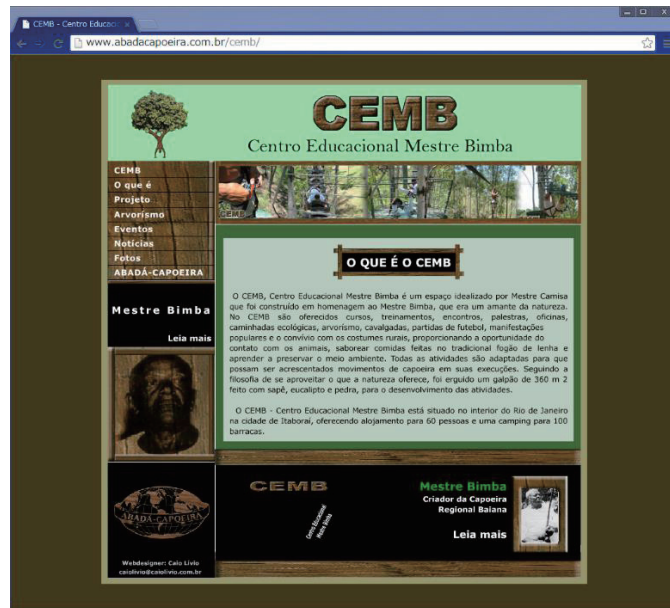 CEMB - Centro Educac
www.abadacapoeira.com.br/cemb/
CEMB
Centro Educacional Mestre Bimba
CEMB
O que é
Projeto
Arvorísmo
Eventos
Notícias
Fotos
ABADÁ-CAPOEIRA
CEMB
Mestre Bimba
Leia mais
O QUE É O CEMB
O CEMB, Centro Educacional Mestre Bimba é um espaço idealizado por Mestre Camisa
que foi construído em homenagem ao Mestre Bimba, que era um amante da natureza.
No CEMB são oferecidos cursos, treinamentos, encontros, palestras, oficinas,
caminhadas ecológicas, arvorísmo, cavalgadas, partidas de futebol, manifestações
populares e o convívio com os costumes rurais, proporcionando a oportunidade do
contato com os animais, saborear comidas feitas no tradicional fogão de lenha e
aprender a preservar o meio ambiente. Todas as atividades são adaptadas para que
possam ser acrescentados movimentos de capoeira em suas execuções. Seguindo a
filosofia de se aproveitar o que a natureza oferece, foi erguido um galpão de 360 m 2
feito com sapê, eucalipto e pedra, para o desenvolvimento das atividades.
O CEMB - Centro Educacional Mestre Bimba está situado no interior do Rio de Janeiro
na cidade de Itaboraí, oferecendo alojamento para 60 pessoas e uma camping para 100
barracas.
ABADÁ-CAPOEIRA
Webdesigner: Caio Lívio
caiolivio@caiolivio.com.br
CEMB
Centro Educacional
Mestre Bimba
Mestre Bimba
Criador da Capoeira
Regional Baiana
Leia mais